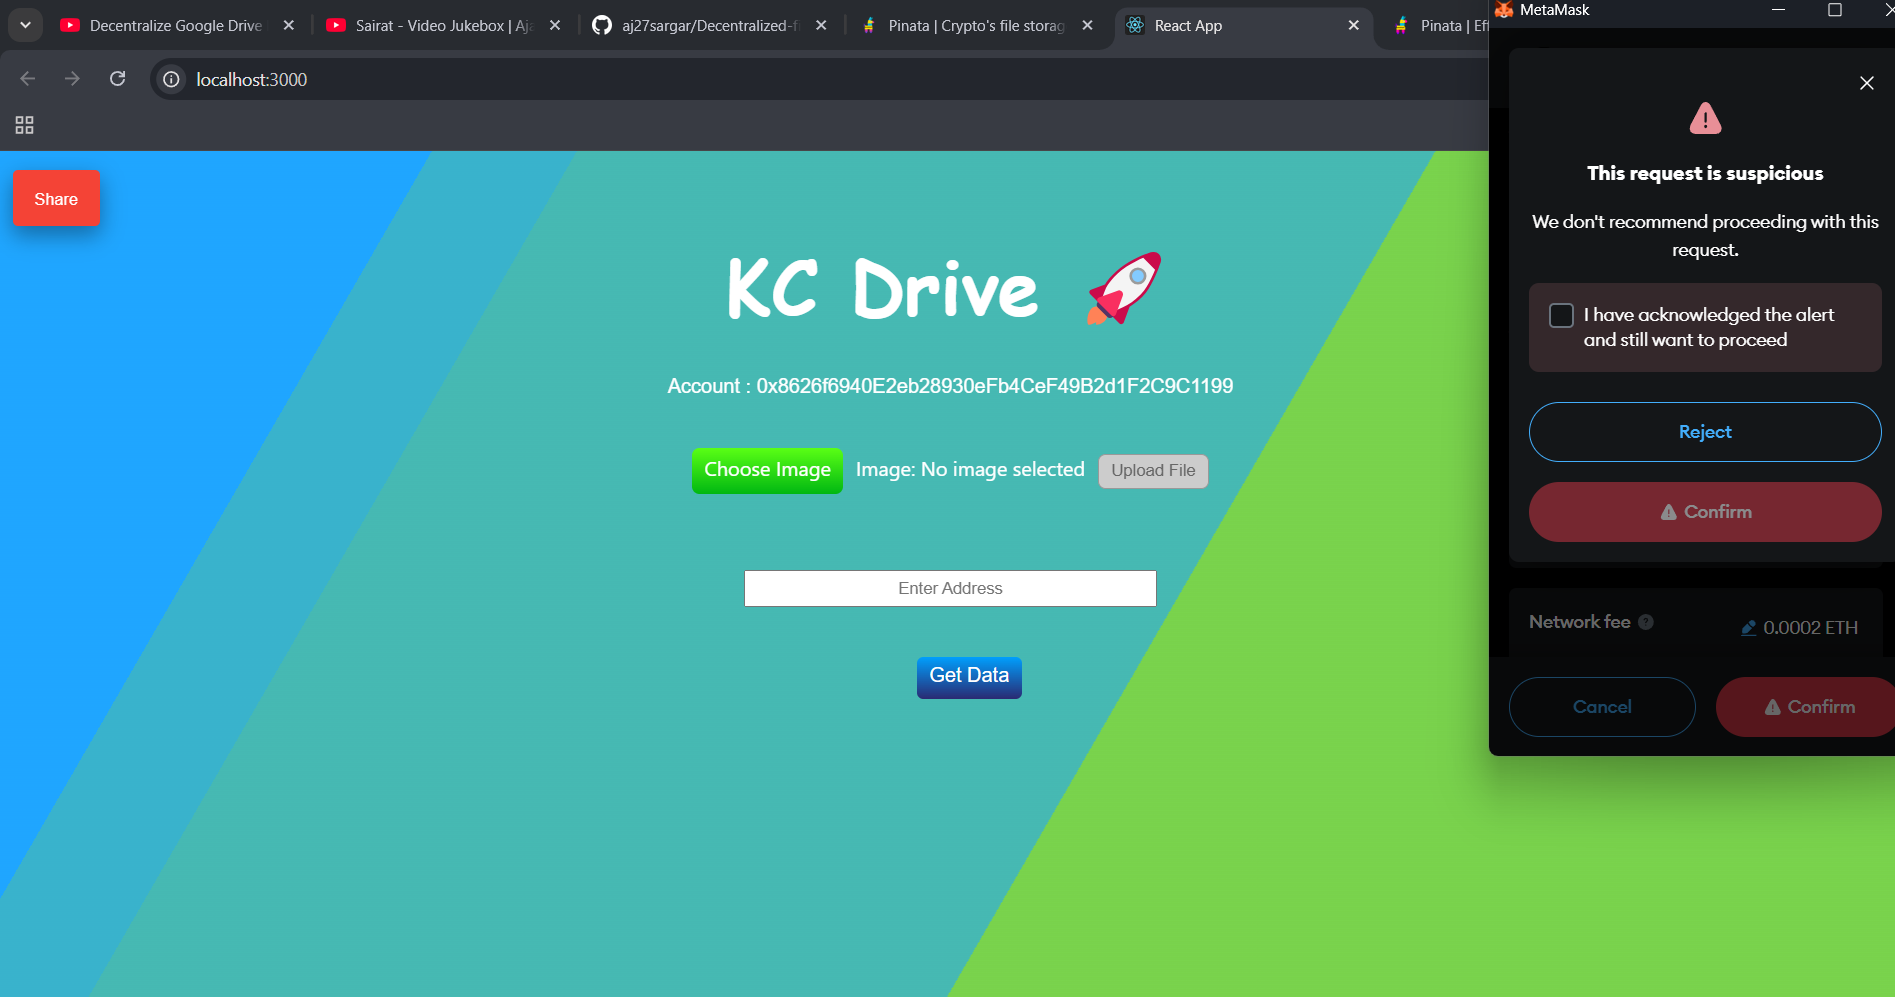 Decentralize Google Drive
Sairat - Video Jukebox | Aja
aj27sargar/Decentralized-fi
Pinata | Crypto's file storag
React App
Pinata | Eff
MetaMask
localhost:3000
Share
KC Drive 🚀
Account : 0x8626f6940E2eb28930eFb4CeF49B2d1F2C9C1199
Choose Image
Image: No image selected
Upload File
Enter Address
Get Data
This request is suspicious
We don't recommend proceeding with this
request.
I have acknowledged the alert
and still want to proceed
Reject
Confirm
Network fee
0.0002 ETH
Cancel
Confirm